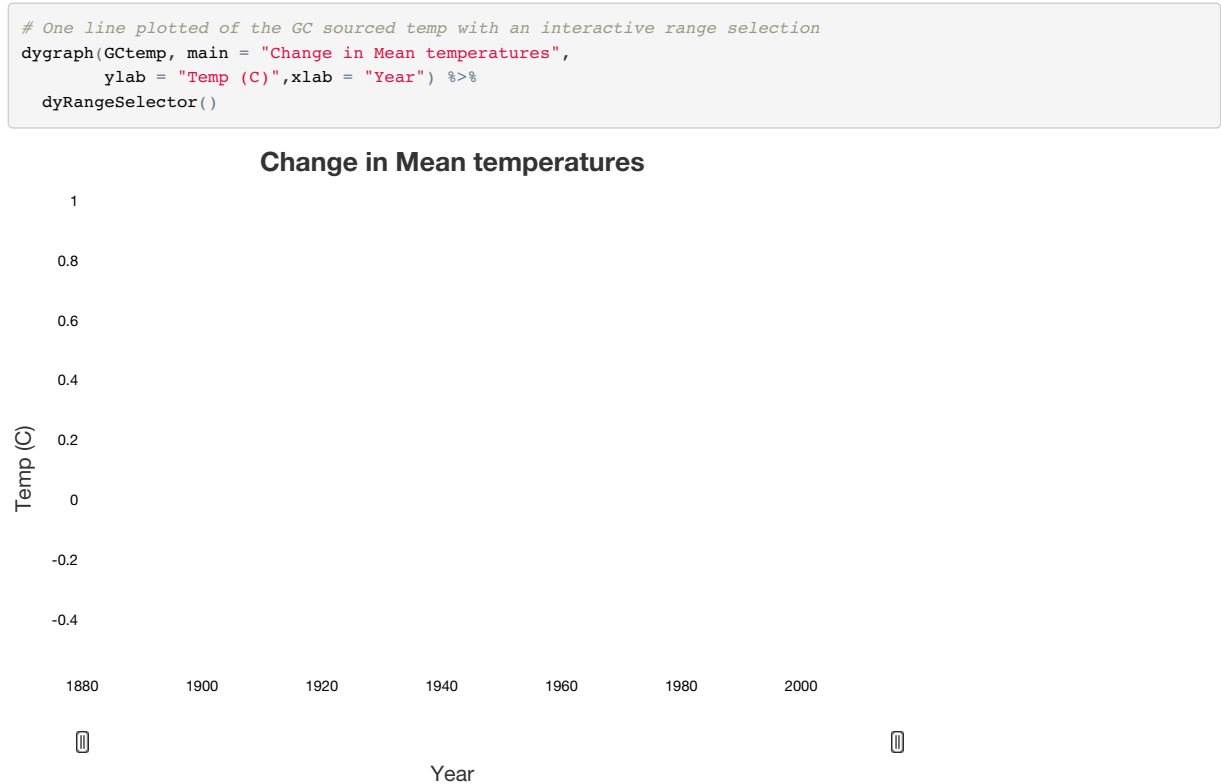 # One line plotted of the GC sourced temp with an interactive range selection
dygraph(GCtemp, main = "Change in Mean temperatures",
        ylab = "Temp (C)",xlab = "Year") %>%
  dyRangeSelector()
Change in Mean temperatures
1
0.8
0.6
0.4
0.2
0
-0.2
-0.4
Temp (C)
1880 1900 1920 1940 1960 1980 2000
Year